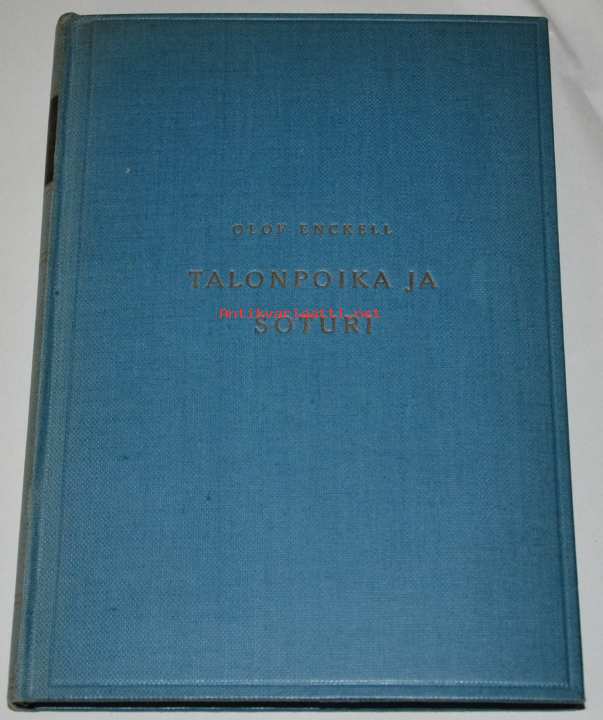 OLOF ENCKELL
TALONPOIKA JA
Antikvariaatti.net
SOTURI